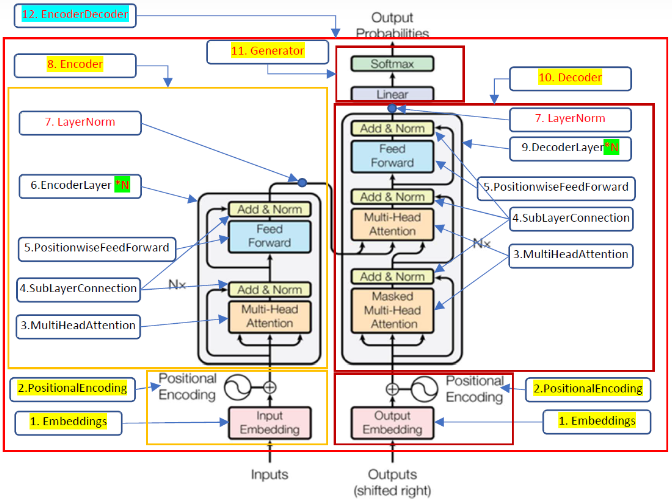 12. EncoderDecoder
Output
Probabilities
11. Generator
Softmax
8. Encoder
10. Decoder
Linear
7. LayerNorm
7. LayerNorm
Add & Norm
Feed
Forward
9.DecoderLayer*N
6.EncoderLayer *N
5.PositionwiseFeedForward
Add & Norm
Add & Norm
Multi-Head
Attention
4.SubLayerConnection
Feed
Forward
5.PositionwiseFeedForward
N×
3.MultiHeadAttention
4.SubLayerConnection
N×
Add & Norm
Add & Norm
Masked
Multi-Head
Attention
3.MultiHeadAttention
Multi-Head
Attention
2.PositionalEncoding
Positional
Encoding
Positional
Encoding
2.PositionalEncoding
1. Embeddings
Input
Embedding
Output
Embedding
1. Embeddings
Inputs
Outputs
(shifted right)